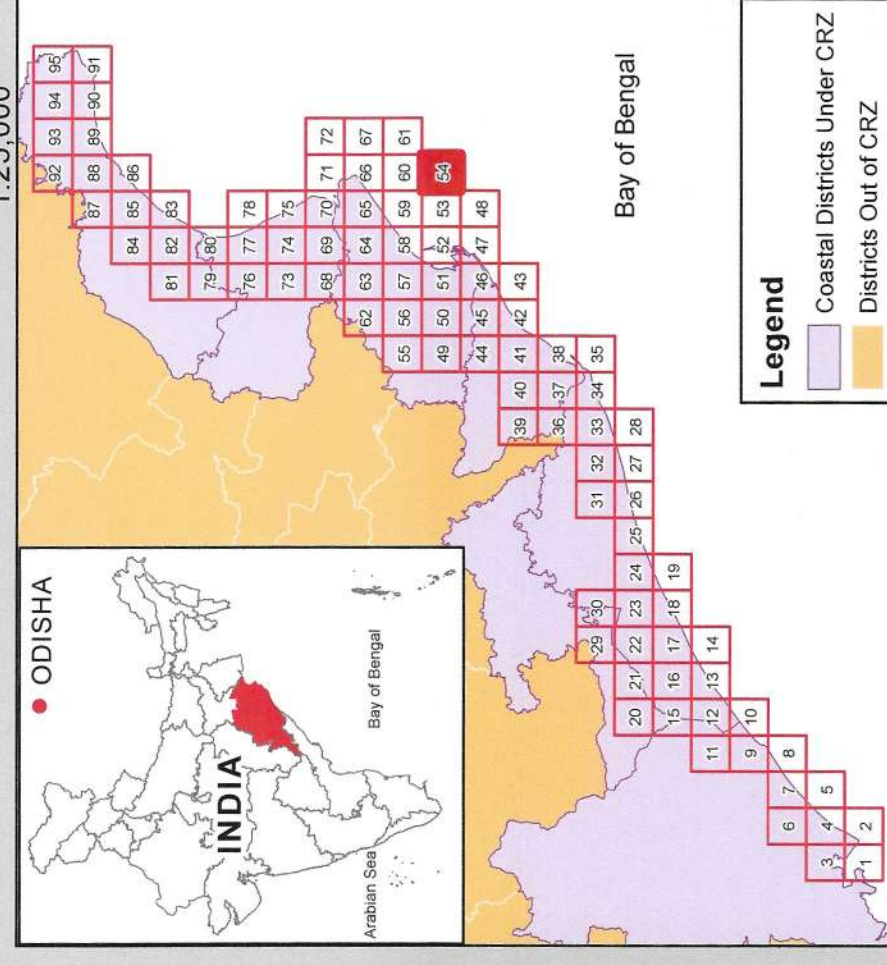 1:25,000
ODISHA
INDIA
Arabian Sea
Bay of Bengal
92 93 94 95
87 88 89 90 91
84 85 86
81 82 83
79 80
76 77 78
73 74 75
68 69 70 71 72
62 63 64 65 66 67
55 56 57 58 59 60 61
49 50 51 52 53 54
44 45 46 47 48
39 40 41 42 43
36 37 38
29 30 31 32 33 34 35
20 21 22 23 24 25 26 27 28
15 16 17 18 19
11 12 13 14
9 10
6 7 8
3 4 5
1 2
Bay of Bengal
Legend
Coastal Districts Under CRZ
Districts Out of CRZ